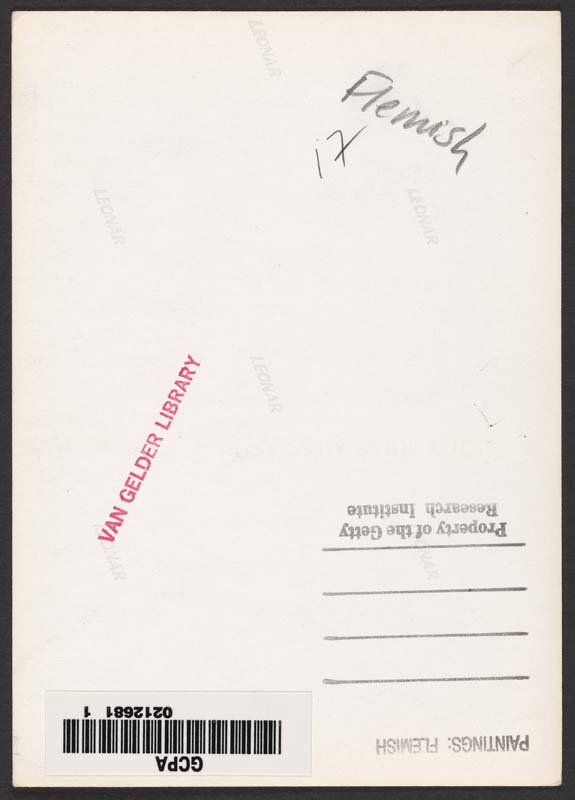 LEONAR
Flemish
17
LEONAR
LEONAR
LEONAR
VAN GELDER LIBRARY
LEONAR
LEONAR
Property of the Getty
Research Institute
PAINTINGS: FLEMISH
GCPA
0212681 1